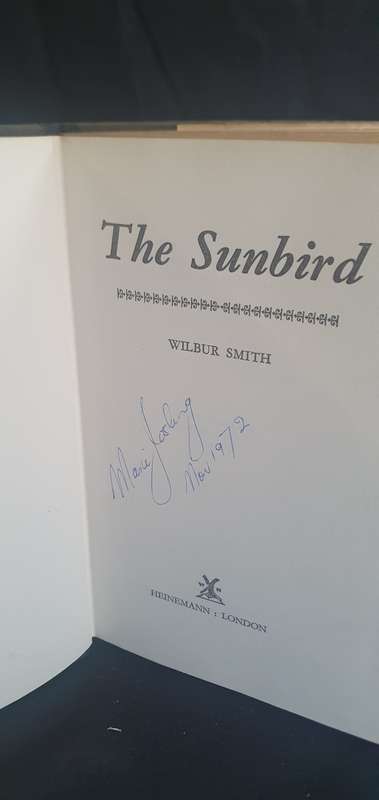 The Sunbird
WILBUR SMITH
Marie
Nov 1972
HEINEMANN : LONDON